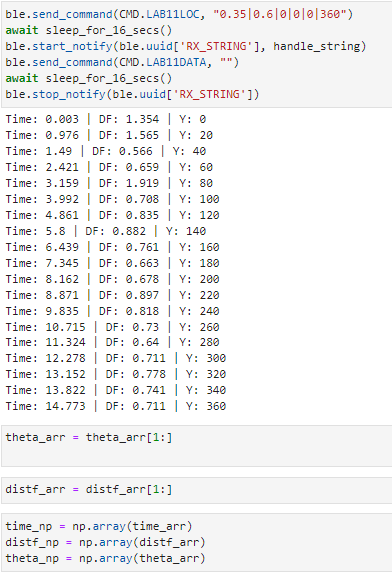 ble.send_command(CMD.LAB11LOC, "0.35|0.6|0|0|0|360")
await sleep_for_16_secs()
ble.start_notify(ble.uuid['RX_STRING'], handle_string)
ble.send_command(CMD.LAB11DATA, "")
await sleep_for_16_secs()
ble.stop_notify(ble.uuid['RX_STRING'])
Time: 0.003 | DF: 1.354 | Y: 0
Time: 0.976 | DF: 1.565 | Y: 20
Time: 1.49 | DF: 0.566 | Y: 40
Time: 2.421 | DF: 0.659 | Y: 60
Time: 3.159 | DF: 1.919 | Y: 80
Time: 3.992 | DF: 0.708 | Y: 100
Time: 4.861 | DF: 0.835 | Y: 120
Time: 5.8 | DF: 0.882 | Y: 140
Time: 6.439 | DF: 0.761 | Y: 160
Time: 7.345 | DF: 0.663 | Y: 180
Time: 8.162 | DF: 0.678 | Y: 200
Time: 8.871 | DF: 0.897 | Y: 220
Time: 9.835 | DF: 0.818 | Y: 240
Time: 10.715 | DF: 0.73 | Y: 260
Time: 11.324 | DF: 0.64 | Y: 280
Time: 12.278 | DF: 0.711 | Y: 300
Time: 13.152 | DF: 0.778 | Y: 320
Time: 13.822 | DF: 0.741 | Y: 340
Time: 14.773 | DF: 0.711 | Y: 360
theta_arr = theta_arr[1:]
distf_arr = distf_arr[1:]
time_np = np.array(time_arr)
distf_np = np.array(distf_arr)
theta_np = np.array(theta_arr)